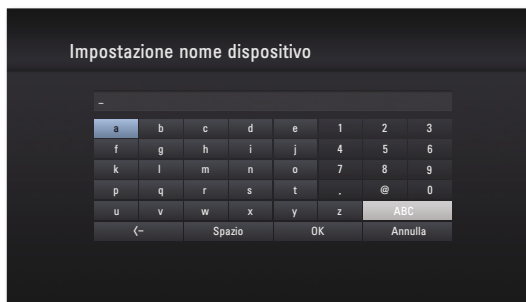 Impostazione nome dispositivo
–
a b c d e 1 2 3
f g h i j 4 5 6
k l m n o 7 8 9
p q r s t . @ 0
u v w x y z ABC
<– Spazio OK Annulla